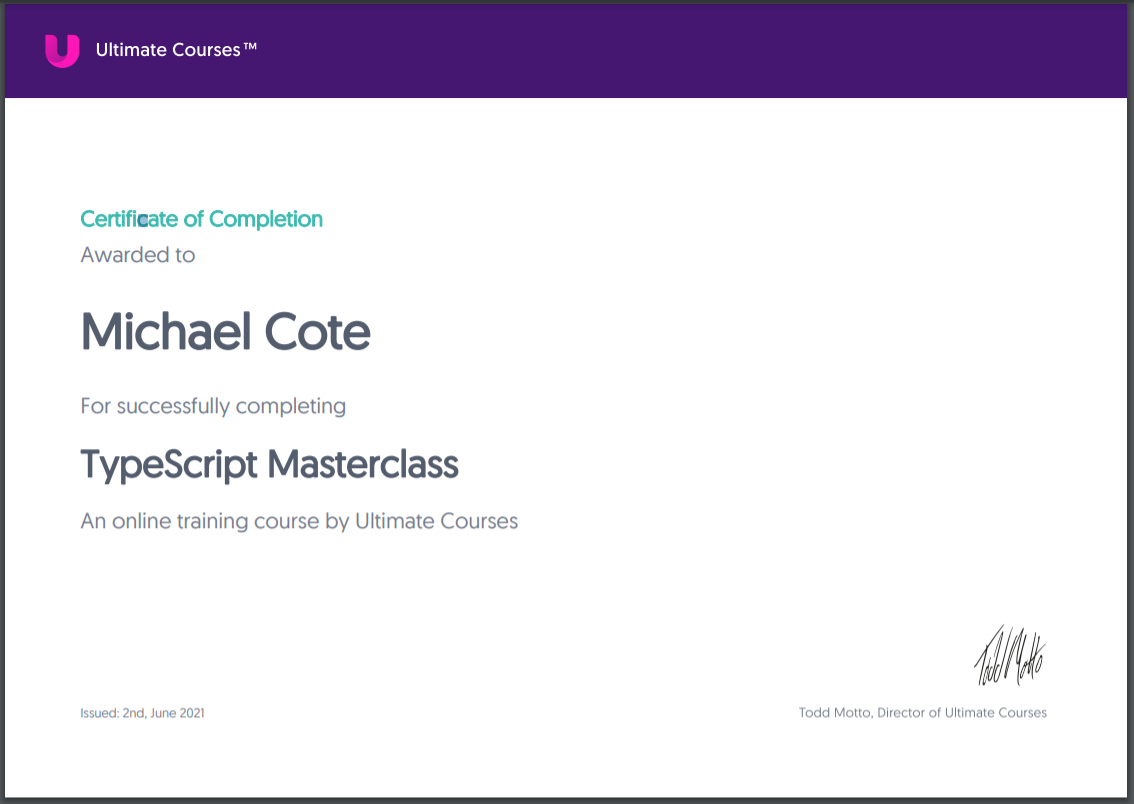 Ultimate Courses™
Certificate of Completion
Awarded to
Michael Cote
For successfully completing
TypeScript Masterclass
An online training course by Ultimate Courses
Todd Motto
Issued: 2nd, June 2021
Todd Motto, Director of Ultimate Courses